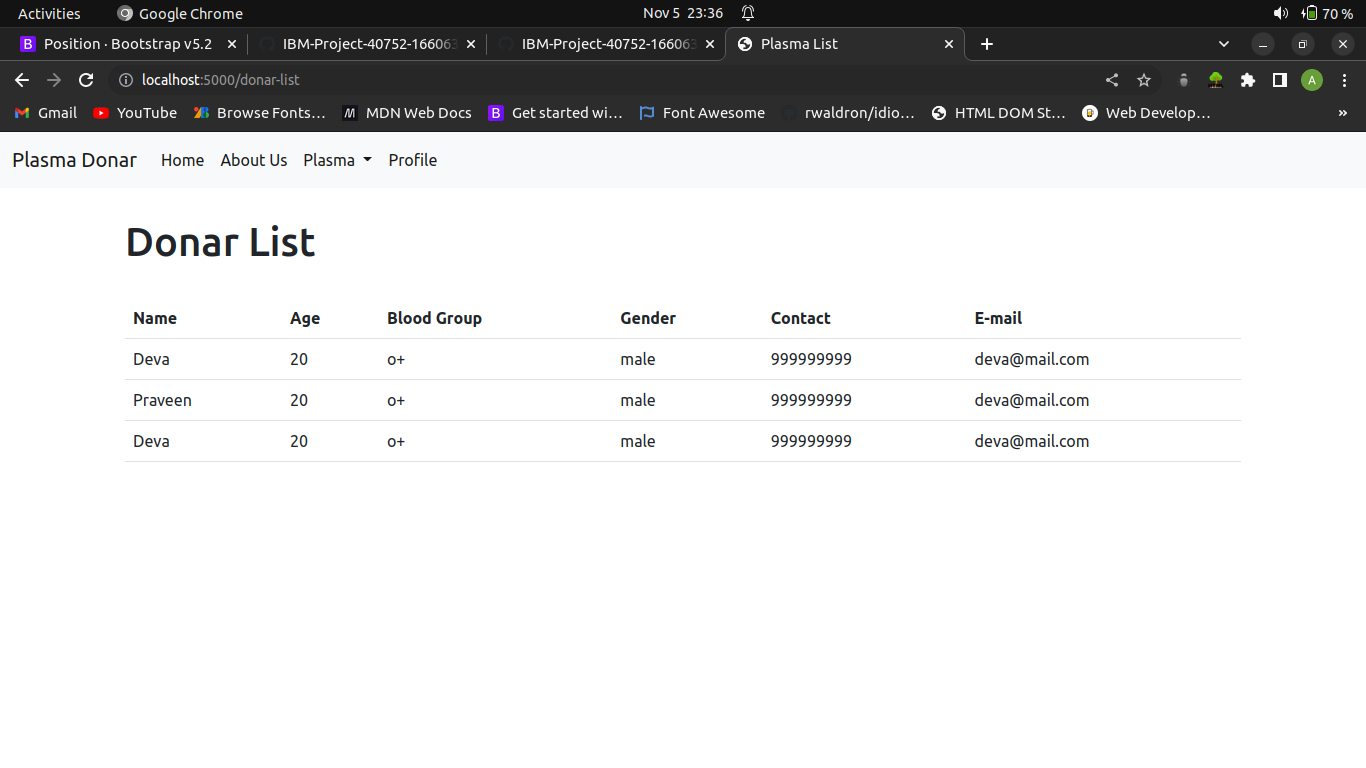 Activities Google Chrome Nov 5 23:36 70 %
Position · Bootstrap v5.2 IBM-Project-40752-166063 IBM-Project-40752-166063 Plasma List
localhost:5000/donar-list A
Gmail YouTube Browse Fonts… MDN Web Docs Get started wi… Font Awesome rwaldron/idio… HTML DOM St… Web Develop… »
Plasma Donar Home About Us Plasma Profile
Donar List
Name Age Blood Group Gender Contact E-mail
Deva 20 o+ male 999999999 deva@mail.com
Praveen 20 o+ male 999999999 deva@mail.com
Deva 20 o+ male 999999999 deva@mail.com